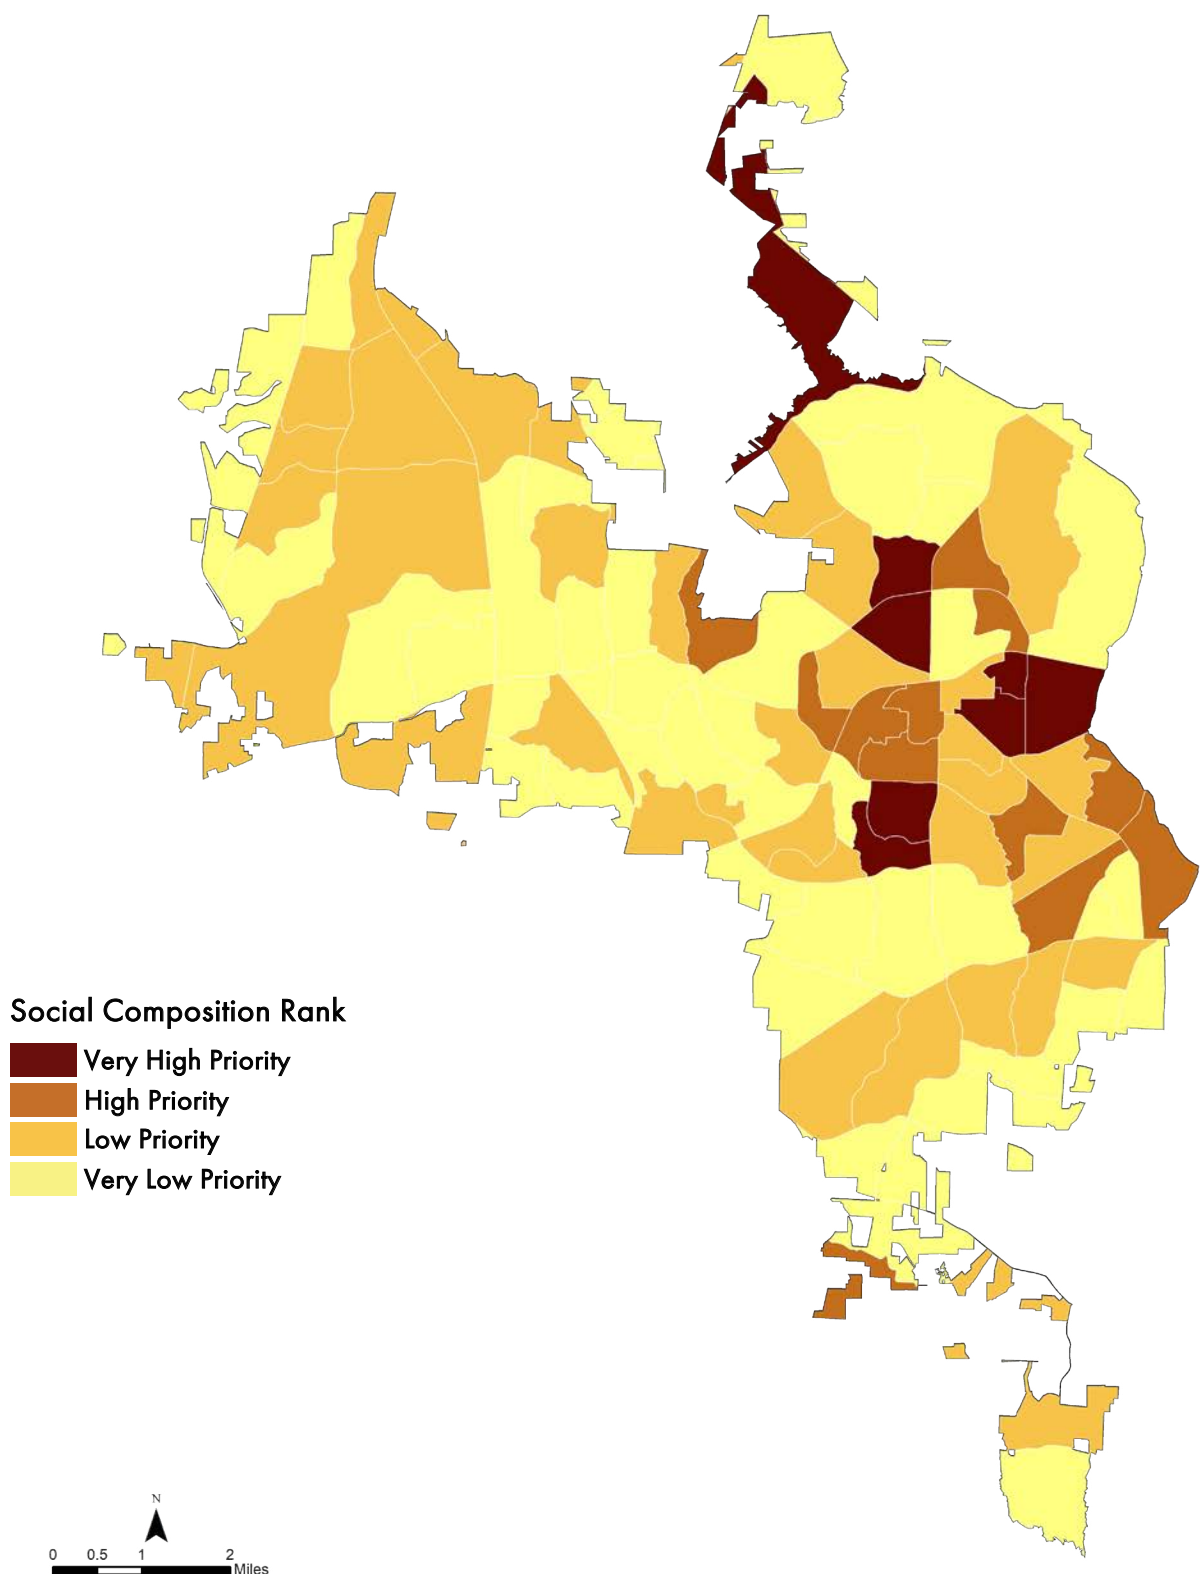 Social Composition Rank
Very High Priority
High Priority
Low Priority
Very Low Priority
N
0 0.5 1 2
Miles